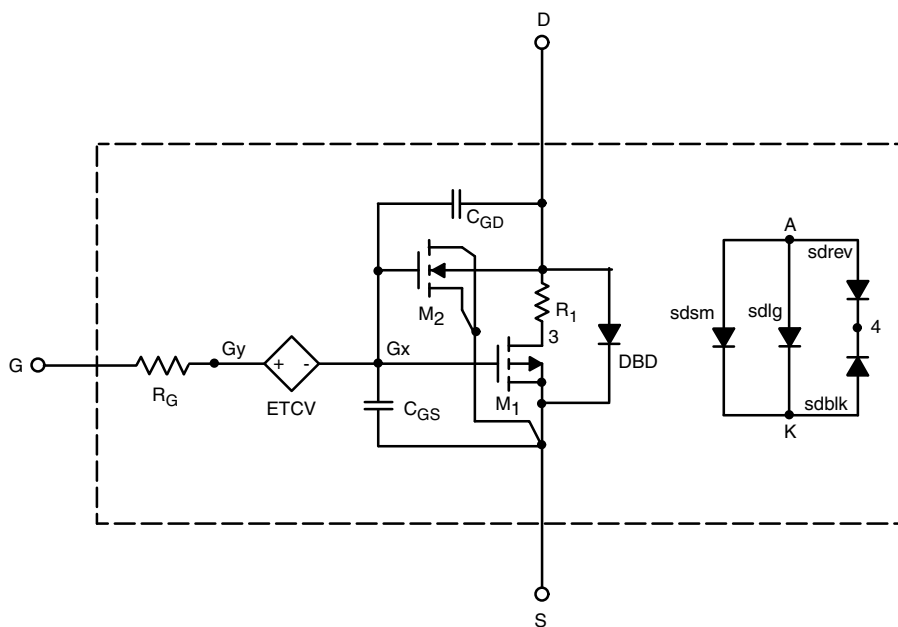 D
CGD
A
sdrev
M2
R1
sdsm
sdlg
3
4
G
Gy
Gx
DBD
+ -
RG
ETCV
CGS
M1
sdblk
K
S